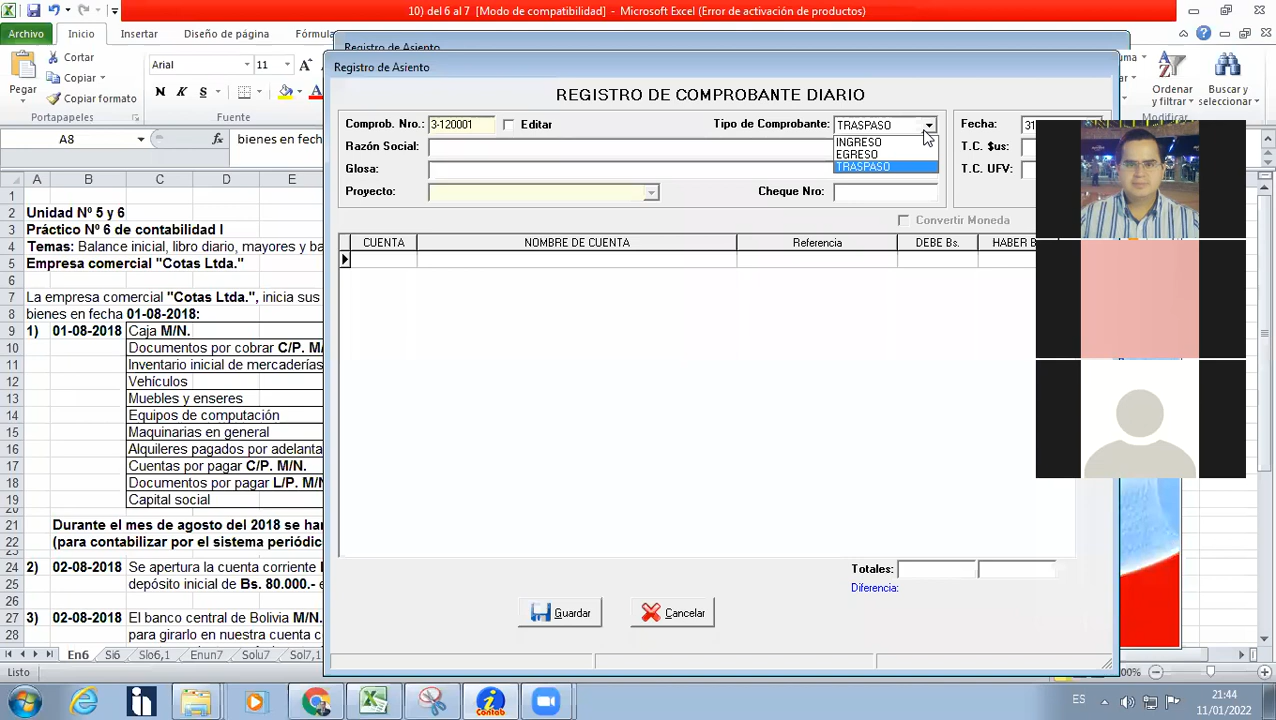 10) del 6 al 7 [Modo de compatibilidad] - Microsoft Excel (Error de activación de productos)
Archivo Inicio Insertar Diseño de página
Cortar
Copiar
Pegar
Copiar formato
Portapapeles
Arial 11 A
N K S A
Fuente
Ordenar y filtrar
Buscar y seleccionar
A8
A B C D E
1
2 Unidad Nº 5 y 6
3 Práctico Nº 6 de contabilidad I
4 Temas: Balance inicial, libro diario, mayores y
5 Empresa comercial "Cotas Ltda."
6
7 La empresa comercial "Cotas Ltda.", inicia sus
8 bienes en fecha 01-08-2018:
9 1) 01-08-2018 Caja M/N.
10 Documentos por cobrar C/P.
11 Inventario inicial de mercaderías
12 Vehículos
13 Muebles y enseres
14 Equipos de computación
15 Maquinarias en general
16 Alquileres pagados por
17 Cuentas por pagar C/P. M/N.
18 Documentos por pagar L/P.
19 Capital social
20
21 Durante el mes de agosto del 2018 se
22 (para contabilizar por el sistema
23
24 2) 02-08-2018 Se apertura la cuenta corriente
25 depósito inicial de Bs. 80.000.-
26
27 3) 02-08-2018 El banco central de Bolivia M/N.
28 para girarlo en nuestra cuenta
En6 Si6 Slo6,1 Enun7 Solu7
Listo
Registro de Asiento
Registro de Asiento
REGISTRO DE COMPROBANTE DIARIO
Comprob. Nro.: 3-120001 Editar Tipo de Comprobante: TRASPASO Fecha: 31
INGRESO
EGRESO
TRASPASO
Razón Social: T.C. $us:
Glosa: T.C. UFV:
Proyecto: Cheque Nro:
Convertir Moneda
CUENTA NOMBRE DE CUENTA Referencia DEBE Bs. HABER
Totales:
Diferencia:
Guardar Cancelar
Contab
ES 21:44
11/01/2022